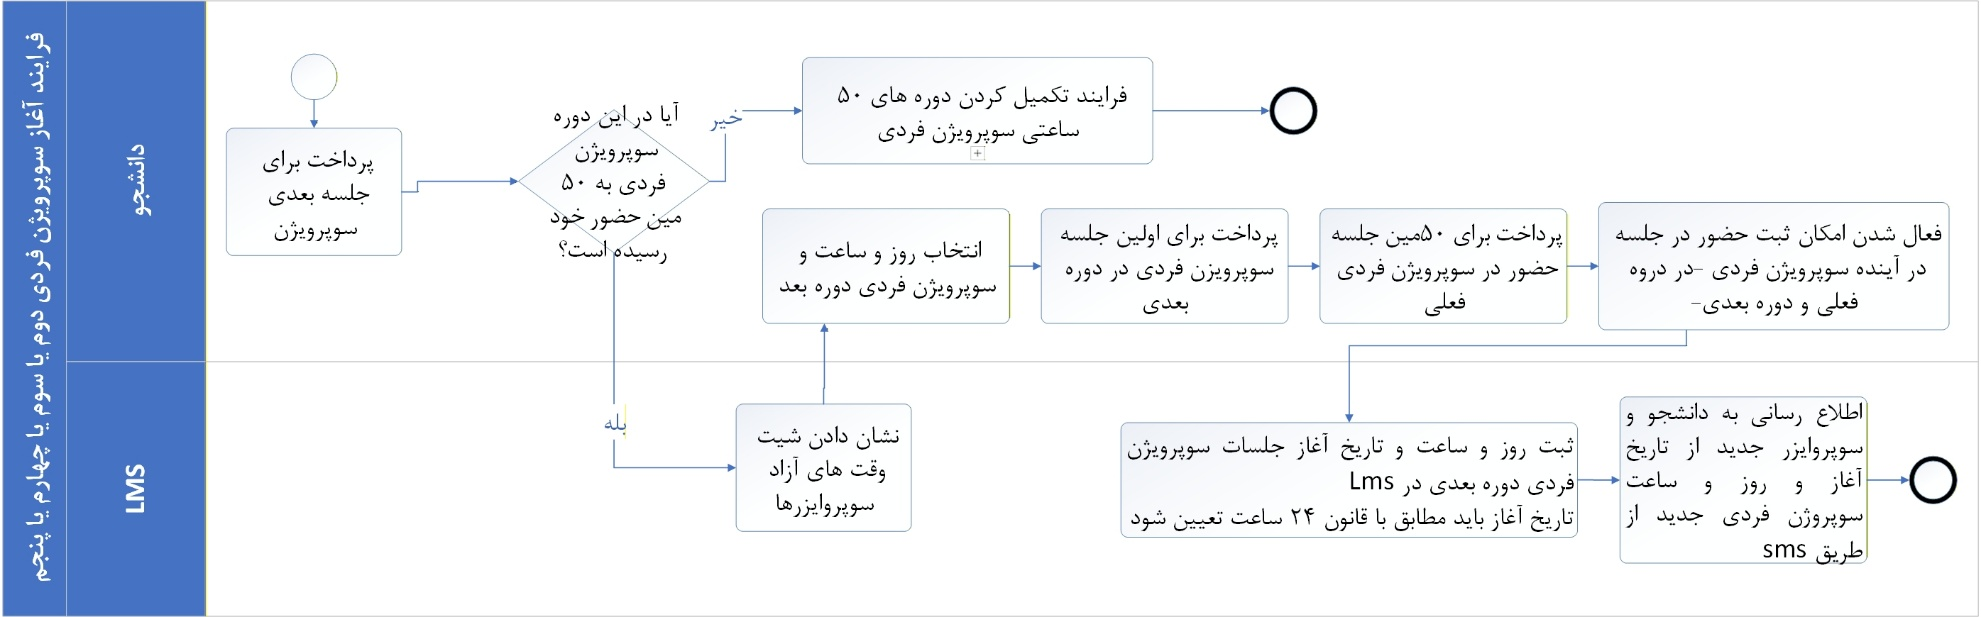 فرایند آغاز سوپرویژن فردی دوم یا سوم یا چهارم یا پنجم
دانشجو
پرداخت برای
جلسه بعدی
سوپرویژن
آیا در این دوره
سوپرویژن
فردی به ۵۰
مین حضور خود
رسیده است؟
خیر
فرایند تکمیل کردن دوره های ۵۰
ساعتی سوپرویژن فردی
انتخاب روز و ساعت و
سوپرویژن فردی دوره بعد
پرداخت برای اولین جلسه
سوپرویزن فردی در دوره
بعدی
پرداخت برای ۵۰مین جلسه
حضور در سوپرویژن فردی
فعلی
فعال شدن امکان ثبت حضور در جلسه
در آینده سوپرویژن فردی -در دروه
فعلی و دوره بعدی-
LMS
بله
نشان دادن شیت
وقت های آزاد
سوپروایزرها
ثبت روز و ساعت و تاریخ آغاز جلسات سوپرویژن
فردی دوره بعدی در Lms
تاریخ آغاز باید مطابق با قانون ۲۴ ساعت تعیین شود
اطلاع رسانی به دانشجو و
سوپروایزر جدید از تاریخ
آغاز و روز و ساعت
سوپروژن فردی جدید از
طریق sms